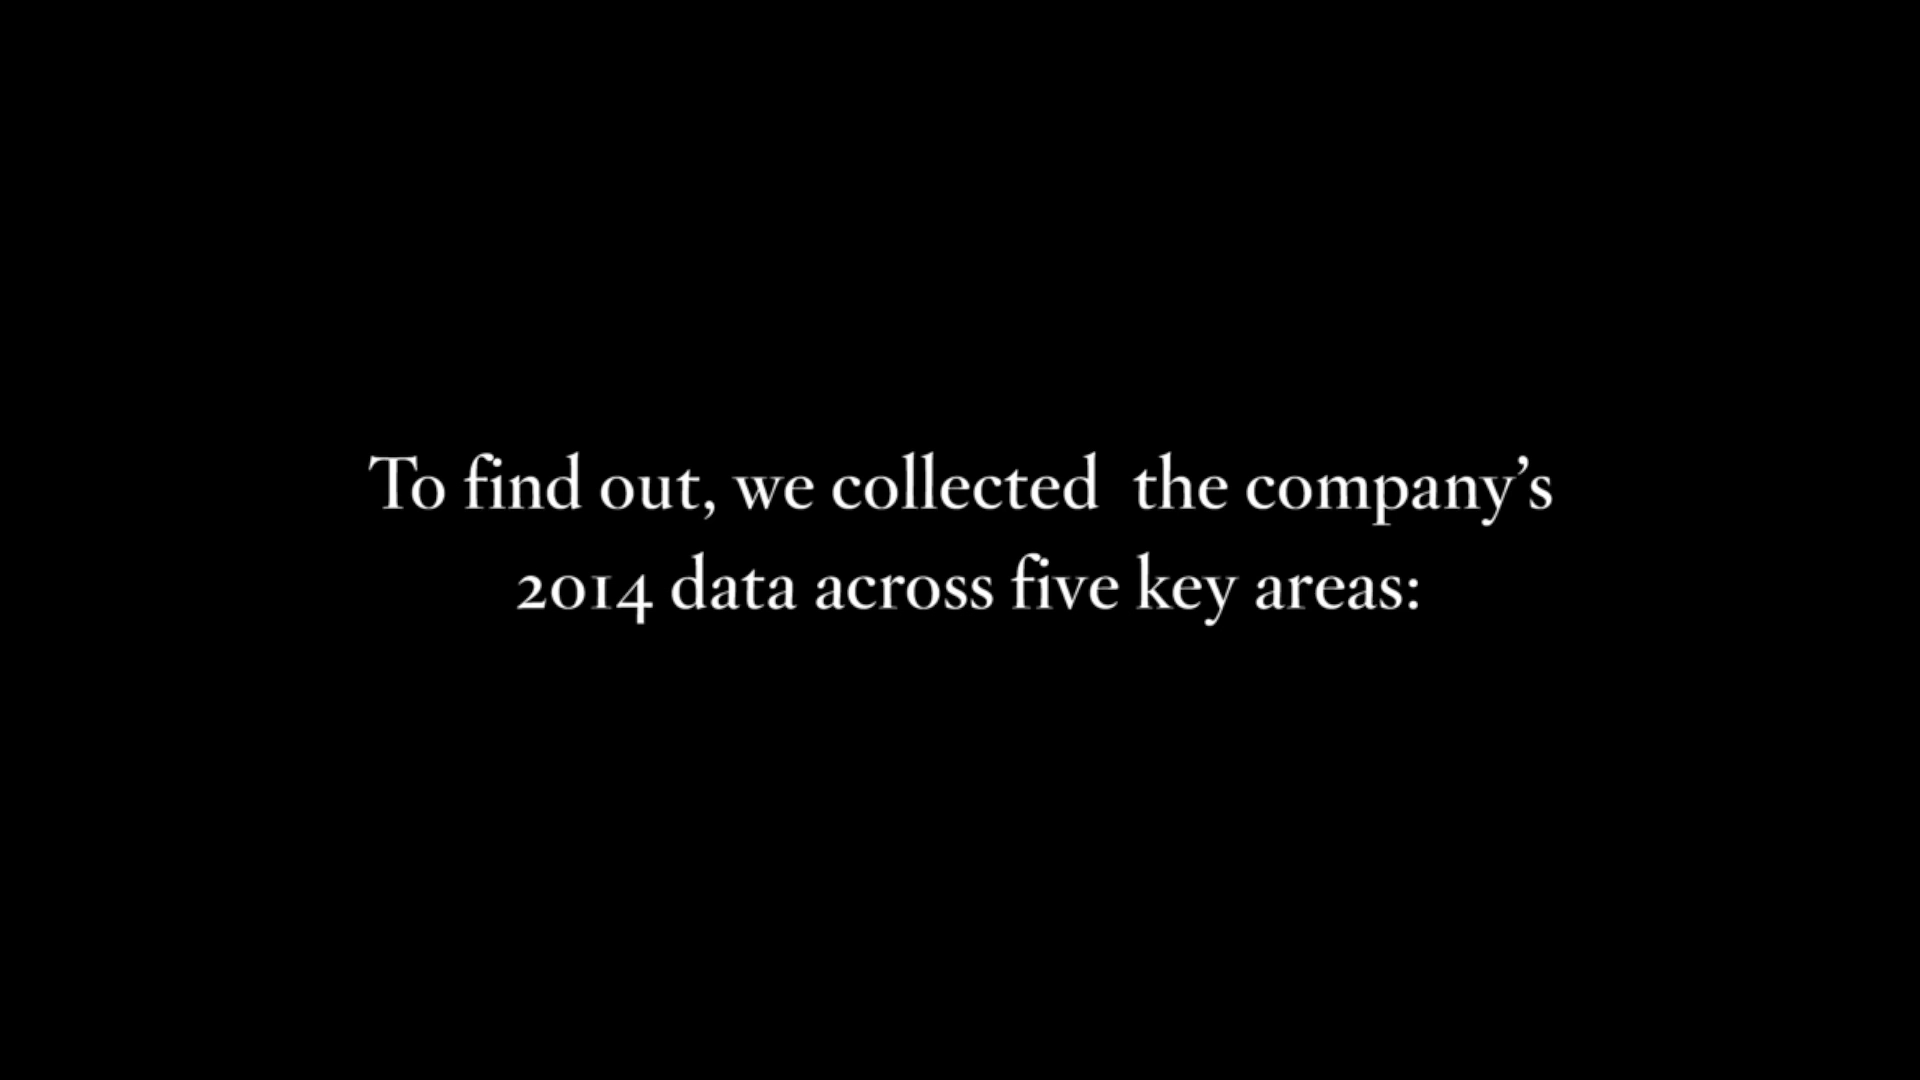 To find out, we collected  the company’s
2014 data across five key areas: